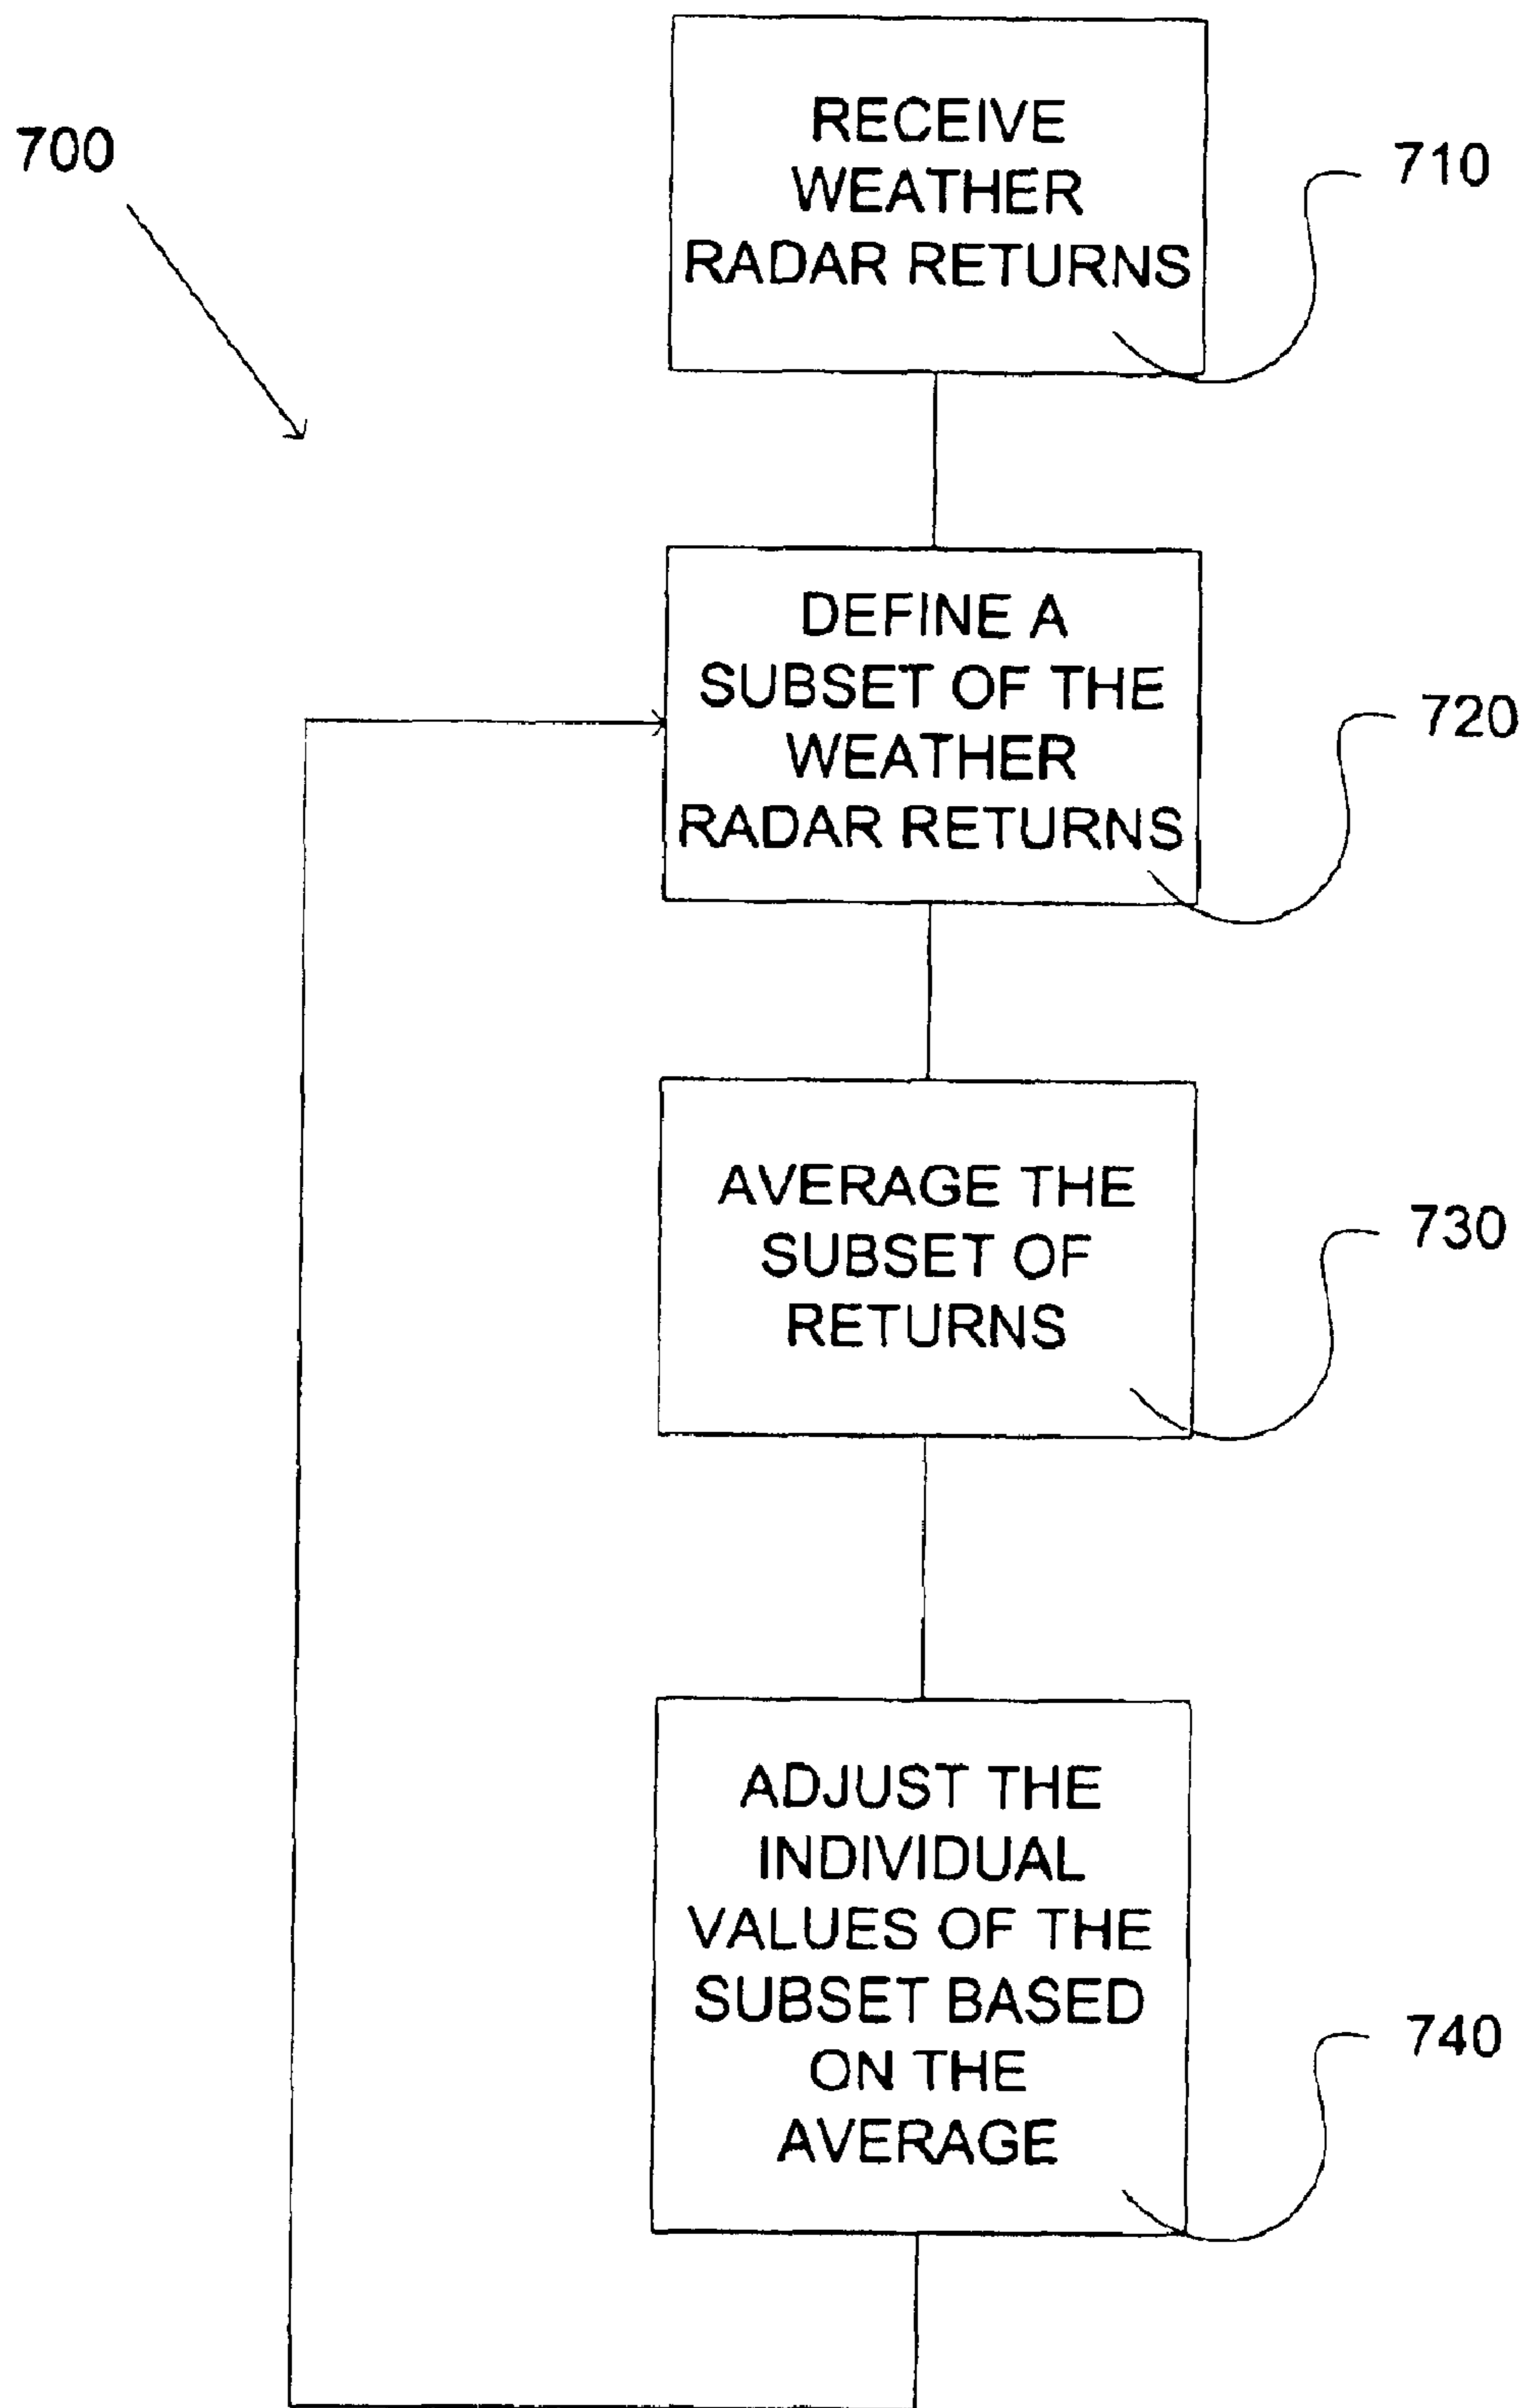 700
RECEIVE
WEATHER
RADAR RETURNS
710
DEFINE A
SUBSET OF THE
WEATHER
RADAR RETURNS
720
AVERAGE THE
SUBSET OF
RETURNS
730
ADJUST THE
INDIVIDUAL
VALUES OF THE
SUBSET BASED
ON THE
AVERAGE
740